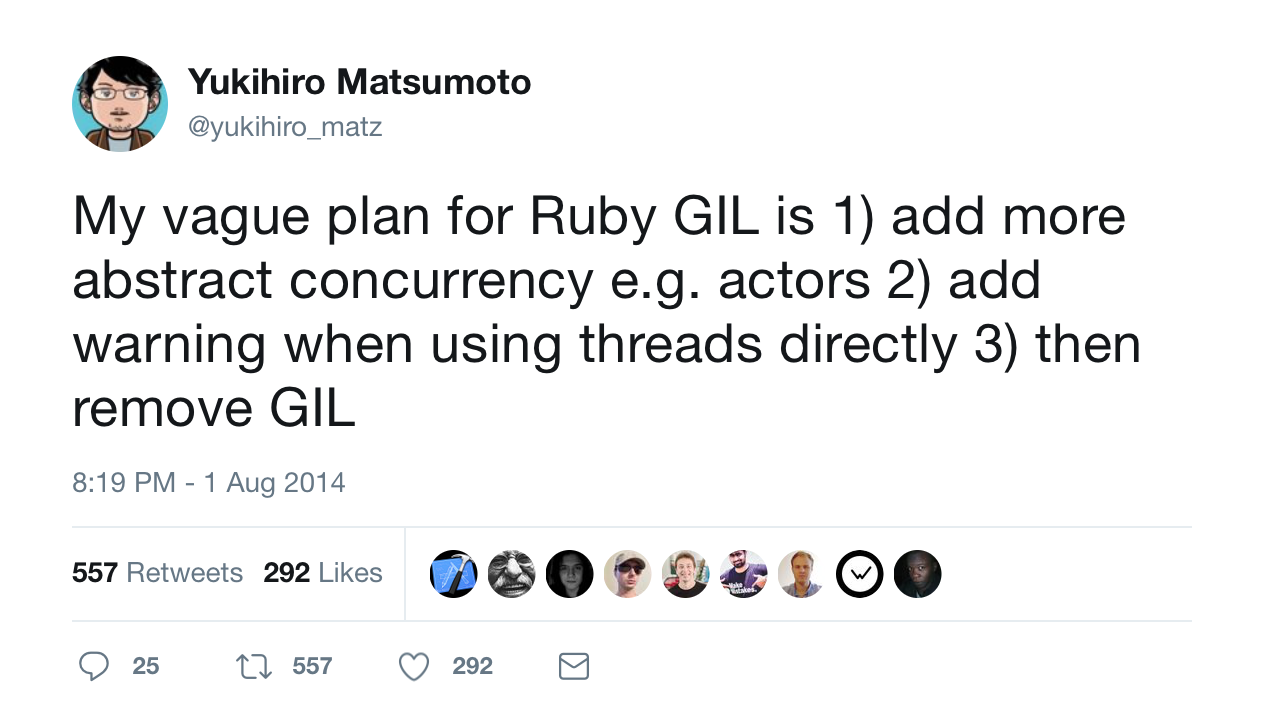 Yukihiro Matsumoto
@yukihiro_matz
My vague plan for Ruby GIL is 1) add more
abstract concurrency e.g. actors 2) add
warning when using threads directly 3) then
remove GIL
8:19 PM - 1 Aug 2014
557 Retweets 292 Likes
25 557 292